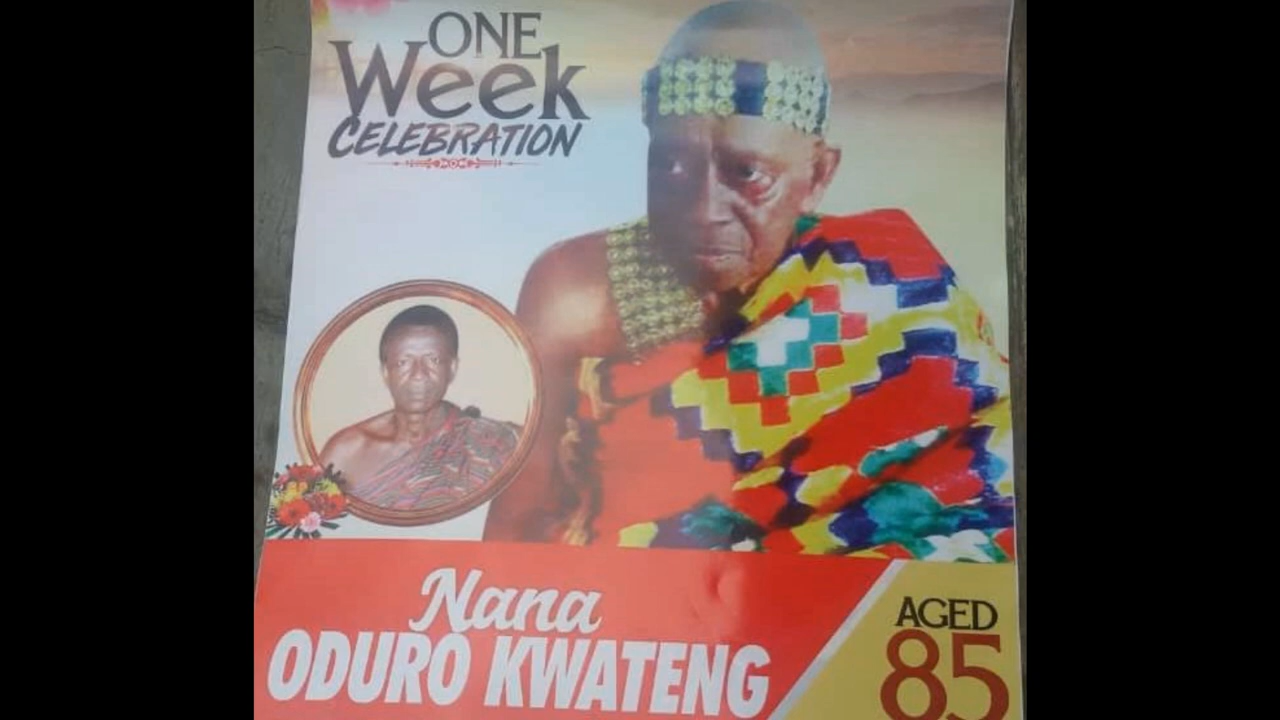 ONE
Week
CELEBRATION
Nana
ODURO KWATENG
AGED
85